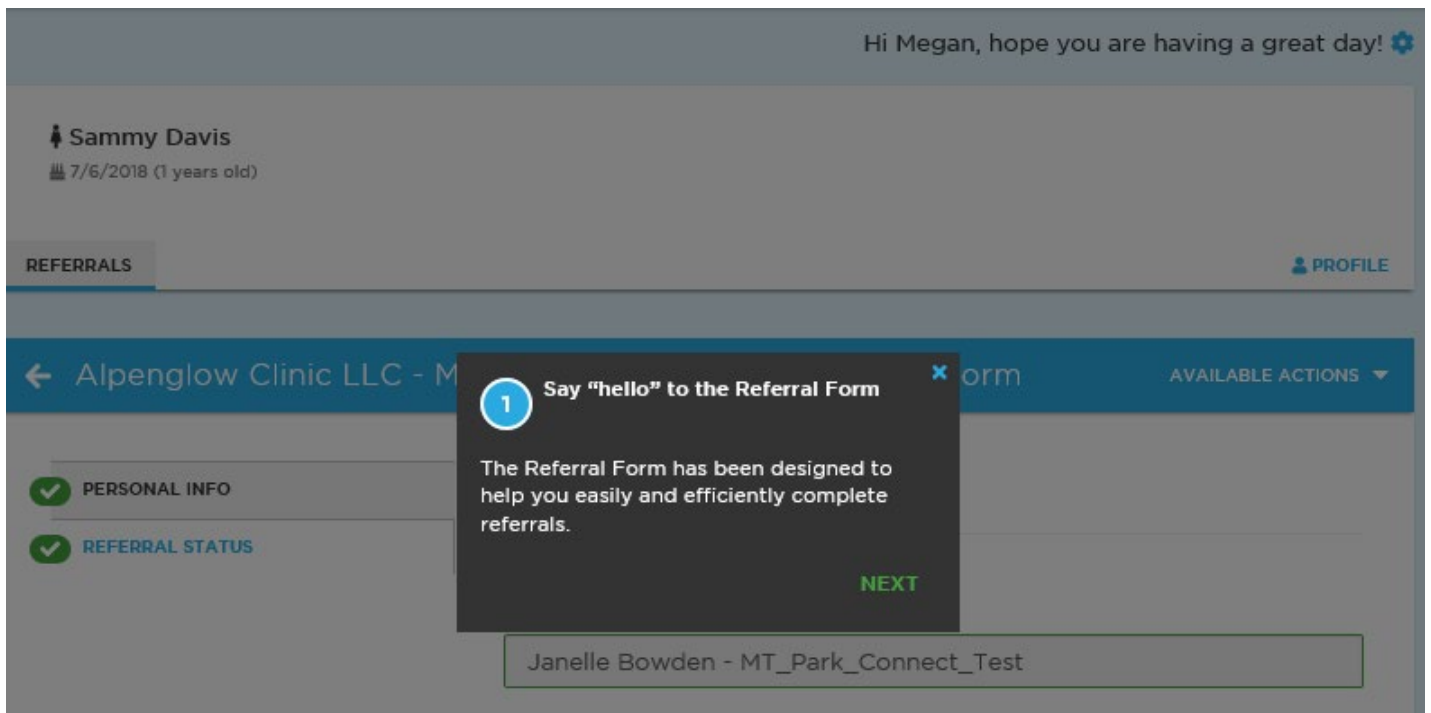 Hi Megan, hope you are having a great day!
Sammy Davis
7/6/2018 (1 years old)
REFERRALS
PROFILE
Alpenglow Clinic LLC - M
orm
AVAILABLE ACTIONS
1
Say “hello” to the Referral Form
The Referral Form has been designed to
help you easily and efficiently complete
referrals.
NEXT
PERSONAL INFO
REFERRAL STATUS
Janelle Bowden - MT_Park_Connect_Test